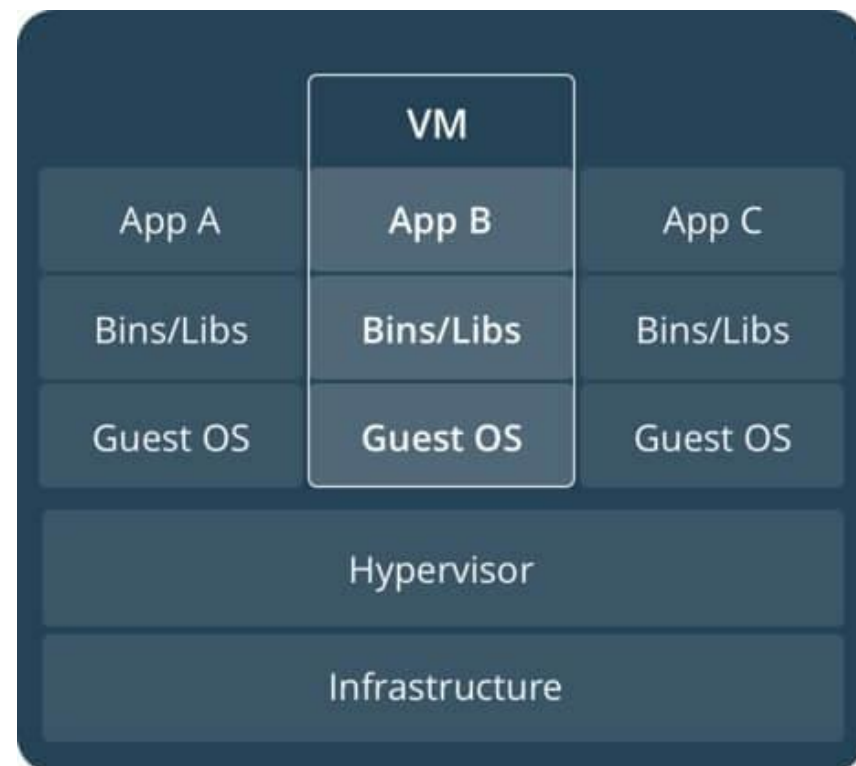 VM
App A
App B
App C
Bins/Libs
Bins/Libs
Bins/Libs
Guest OS
Guest OS
Guest OS
Hypervisor
Infrastructure